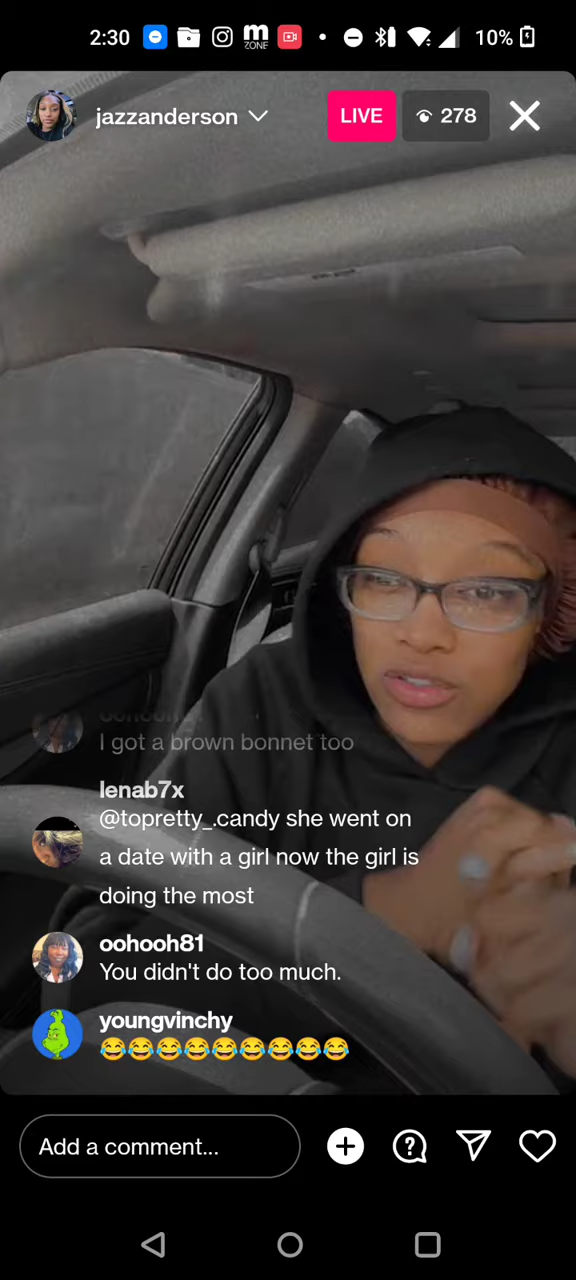 2:30
m
ZONE
10%
jazzanderson
LIVE
278
I got a brown bonnet too
lenab7x
@topretty_.candy she went on
a date with a girl now the girl is
doing the most
oohooh81
You didn't do too much.
youngvinchy
😂😂😂😂😂😂😂😂😂
Add a comment...